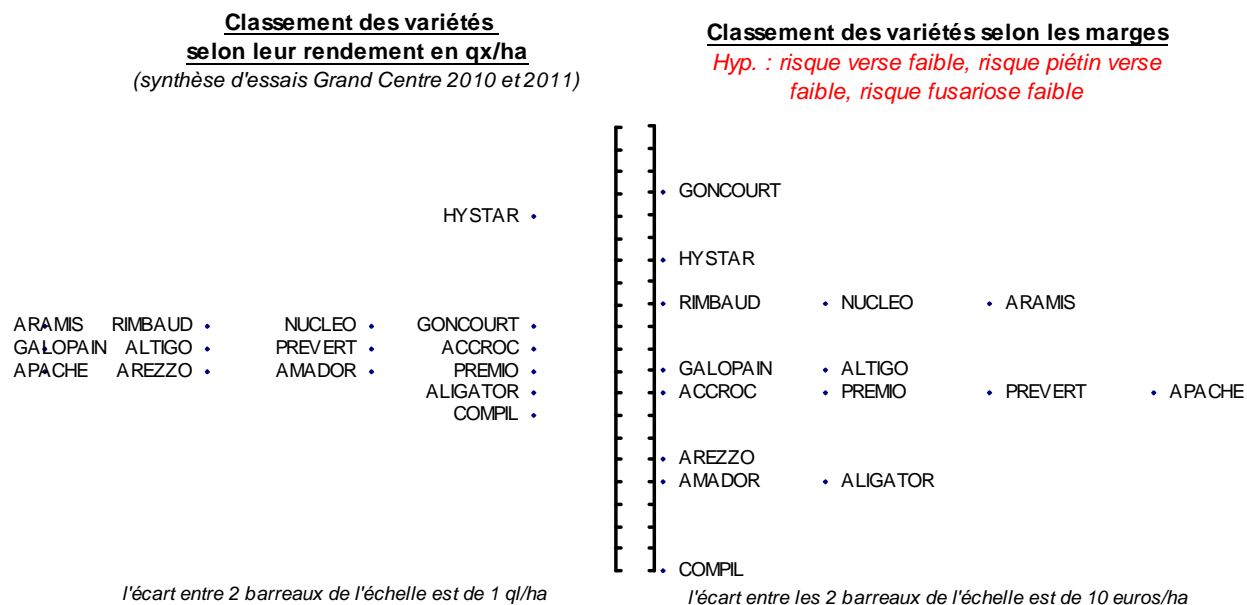 Classement des variétés
selon leur rendement en qx/ha
(synthèse d'essais Grand Centre 2010 et 2011)
HYSTAR
ARAMIS RIMBAUD NUCLEO GONCOURT
GALOPAIN ALTIGO PREVERT ACCROC
APACHE AREZZO AMADOR PREMIO
ALIGATOR
COMPIL
l'écart entre 2 barreaux de l'échelle est de 1 ql/ha
Classement des variétés selon les marges
Hyp. : risque verse faible, risque piétin verse
faible, risque fusariose faible
GONCOURT
HYSTAR
RIMBAUD NUCLEO ARAMIS
GALOPAIN ALTIGO
ACCROC PREMIO PREVERT APACHE
AREZZO
AMADOR ALIGATOR
COMPIL
l'écart entre les 2 barreaux de l'échelle est de 10 euros/ha